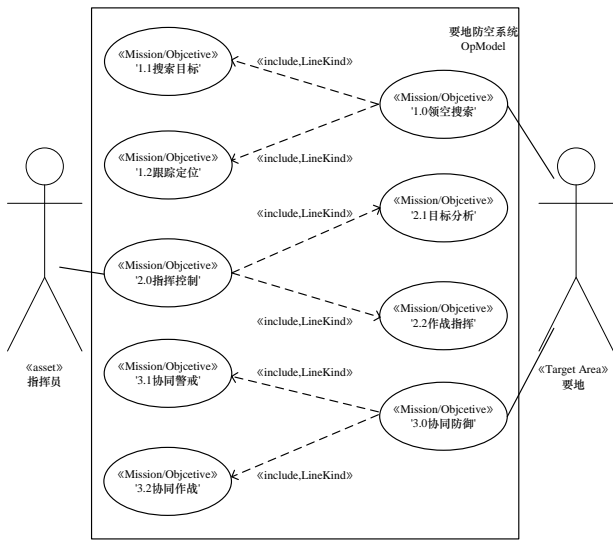 要地防空系统
OpModel
«Mission/Objcetive»
'1.1搜索目标'
«include,LineKind»
«Mission/Objcetive»
'1.0领空搜索'
«Mission/Objcetive»
'1.2跟踪定位'
«include,LineKind»
«Mission/Objcetive»
'2.1目标分析'
«include,LineKind»
«Mission/Objcetive»
'2.0指挥控制'
«Mission/Objcetive»
'2.2作战指挥'
«include,LineKind»
«asset»
指挥员
«Mission/Objcetive»
'3.1协同警戒'
«include,LineKind»
«Target Area»
要地
«Mission/Objcetive»
'3.0协同防御'
«Mission/Objcetive»
'3.2协同作战'
«include,LineKind»